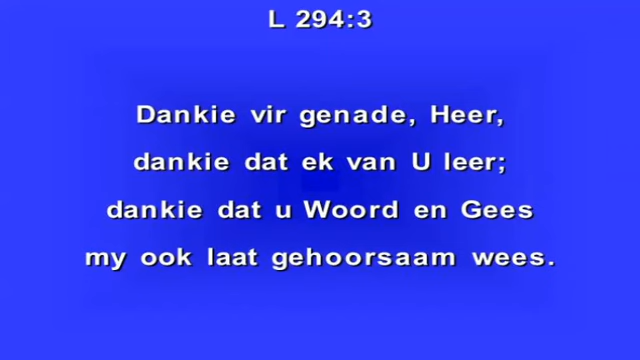 L 294:3
Dankie vir genade, Heer,
dankie dat ek van U leer;
dankie dat u Woord en Gees
my ook laat gehoorsaam wees.